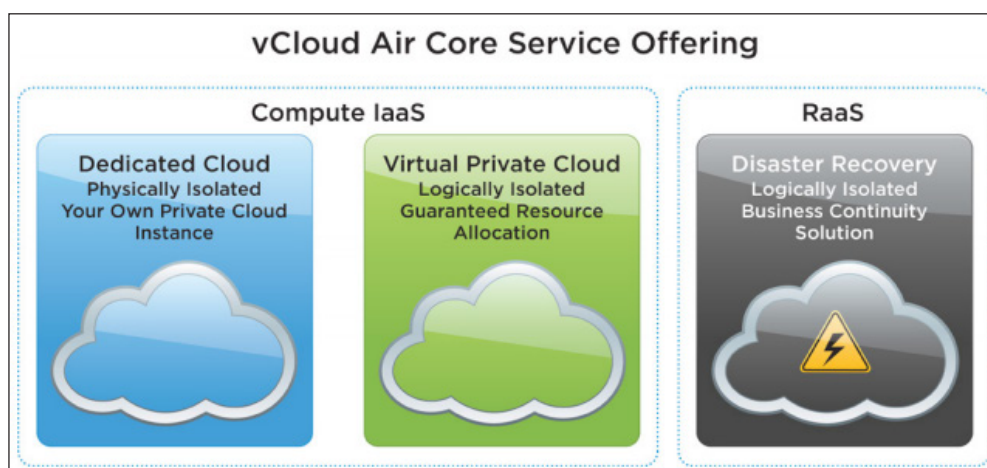 vCloud Air Core Service Offering
Compute IaaS
Dedicated Cloud
Physically Isolated
Your Own Private Cloud
Instance
Virtual Private Cloud
Logically Isolated
Guaranteed Resource
Allocation
RaaS
Disaster Recovery
Logically Isolated
Business Continuity
Solution